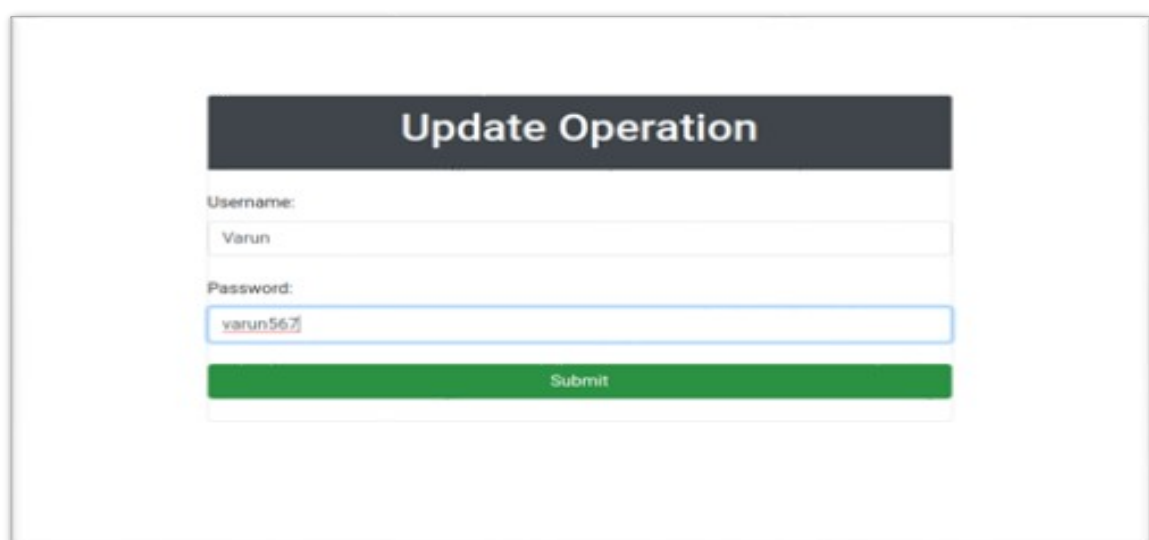 Update Operation
Username:
Varun
Password:
varun567
Submit